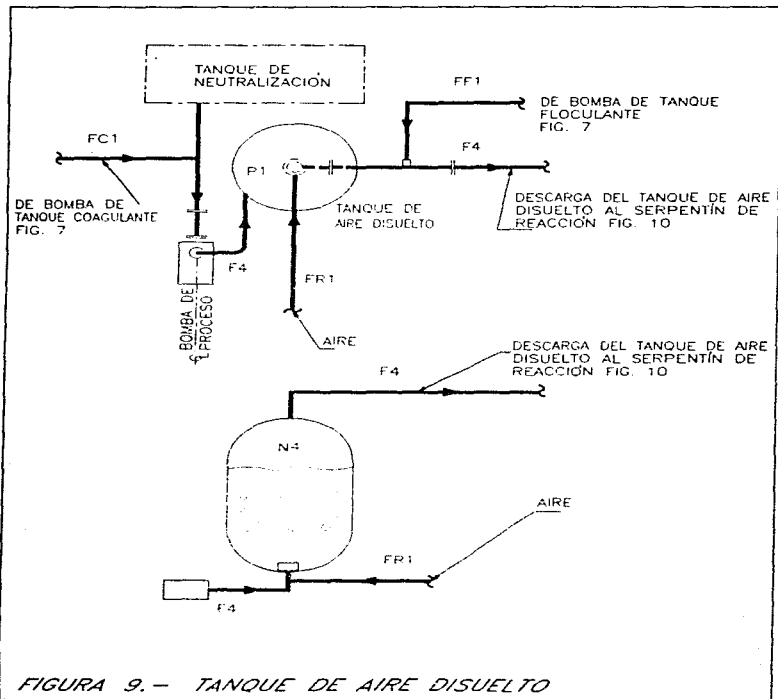 TANQUE DE
NEUTRALIZACIÓN
FF1
DE BOMBA DE TANQUE
FLOCULANTE
FIG. 7
FC1
F4
P1
DE BOMBA DE
TANQUE COAGULANTE
FIG. 7
TANQUE DE
AIRE DISUELTO
DESCARGA DEL TANQUE DE AIRE
DISUELTO AL SERPENTÍN DE
REACCIÓN FIG. 10
F4
FR1
BOMBA DE
PROCESO
AIRE
DESCARGA DEL TANQUE DE AIRE
DISUELTO AL SERPENTÍN DE
REACCIÓN FIG. 10
F4
N4
AIRE
FR1
F4
FIGURA 9.- TANQUE DE AIRE DISUELTO